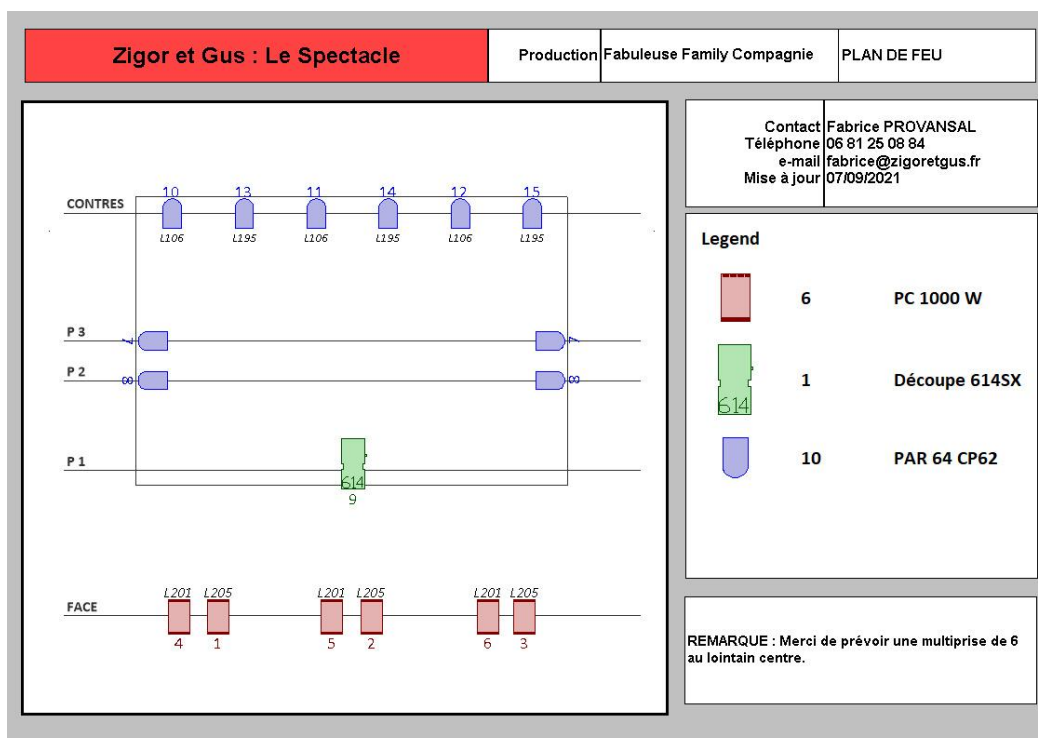 Zigor et Gus : Le Spectacle
Production Fabuleuse Family Compagnie
PLAN DE FEU
Contact Fabrice PROVANSAL
Téléphone 06 81 25 08 84
e-mail fabrice@zigoretgus.fr
Mise à jour 07/09/2021
10 13 11 14 12 15
CONTRES
L106 L195 L106 L195 L106 L195
P 3
7 7
P 2
8 8
P 1
614
9
L201 L205 L201 L205 L201 L205
FACE
4 1 5 2 6 3
Legend
6 PC 1000 W
1 Découpe 614SX
614
10 PAR 64 CP62
REMARQUE : Merci de prévoir une multiprise de 6
au lointain centre.